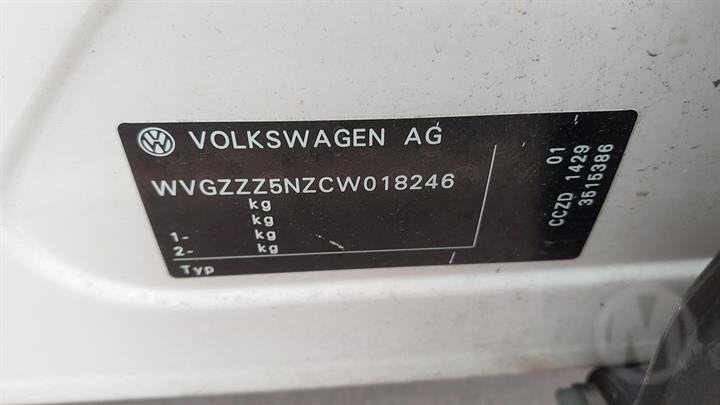 VOLKSWAGEN AG
WVGZZZ5NZCW018246
kg
kg
1- kg
2- kg
Typ
01
CCZD 1429
3515386